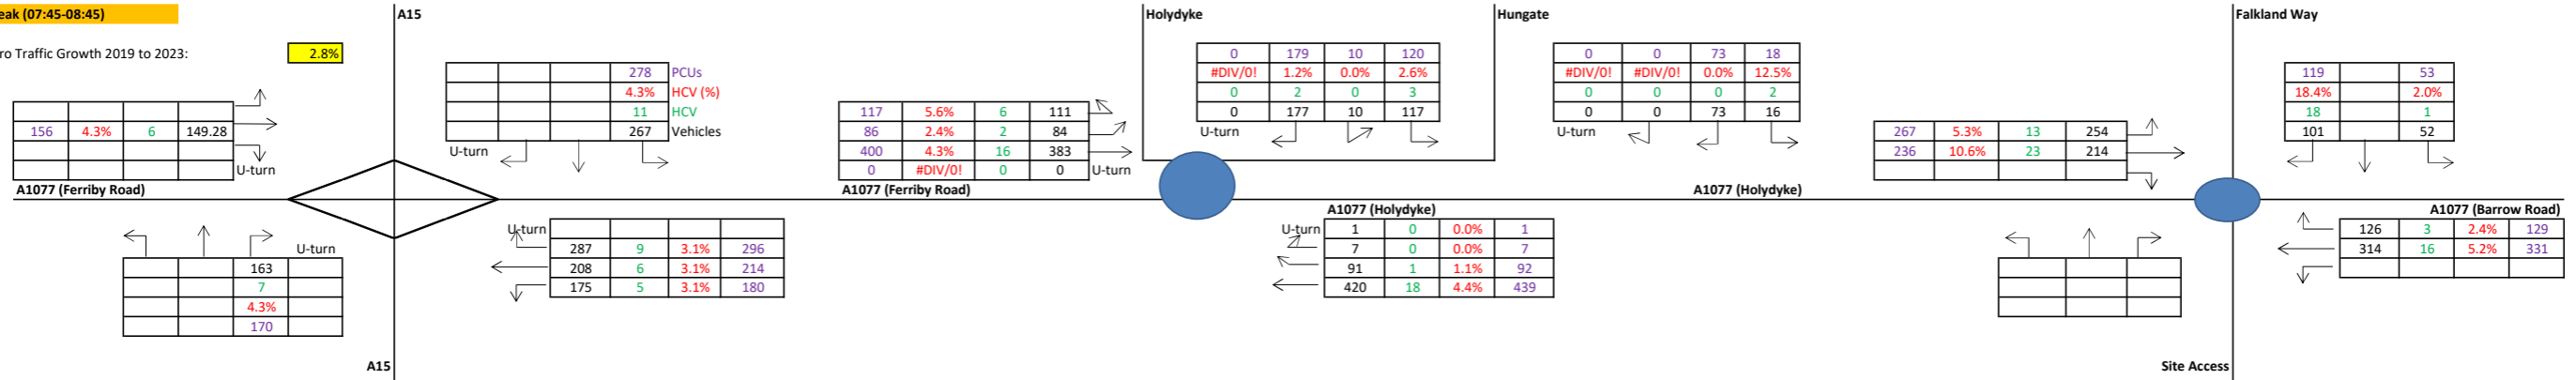 eak (07:45-08:45)
A15
Holydyke
Hungate
Falkland Way
ro Traffic Growth 2019 to 2023: 2.8%
278 PCUs
4.3% HCV (%)
11 HCV
267 Vehicles
U-turn
156 4.3% 6 149.28
U-turn
A1077 (Ferriby Road)
117 5.6% 6 111
86 2.4% 2 84
400 4.3% 16 383
0 #DIV/0! 0 0 U-turn
A1077 (Ferriby Road)
0 179 10 120
#DIV/0! 1.2% 0.0% 2.6%
0 2 0 3
0 177 10 117
U-turn
0 0 73 18
#DIV/0! #DIV/0! 0.0% 12.5%
0 0 0 2
0 0 73 16
U-turn
267 5.3% 13 254
236 10.6% 23 214
A1077 (Holydyke)
119 53
18.4% 2.0%
18 1
101 52
U-turn
163
7
4.3%
170
A15
U-turn
287 9 3.1% 296
208 6 3.1% 214
175 5 3.1% 180
A1077 (Holydyke)
U-turn 1 0 0.0% 1
7 0 0.0% 7
91 1 1.1% 92
420 18 4.4% 439
A1077 (Barrow Road)
126 3 2.4% 129
314 16 5.2% 331
Site Access